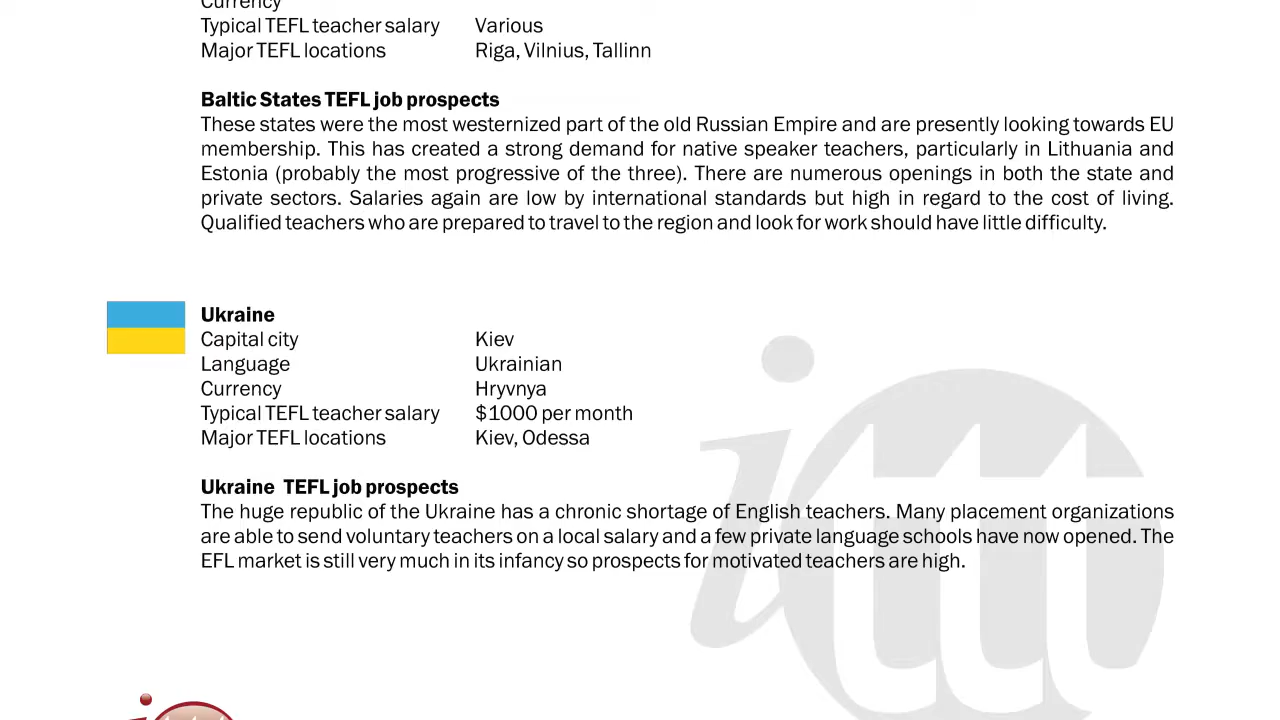 Currency
Typical TEFL teacher salary Various
Major TEFL locations Riga, Vilnius, Tallinn
Baltic States TEFL job prospects
These states were the most westernized part of the old Russian Empire and are presently looking towards EU
membership. This has created a strong demand for native speaker teachers, particularly in Lithuania and
Estonia (probably the most progressive of the three). There are numerous openings in both the state and
private sectors. Salaries again are low by international standards but high in regard to the cost of living.
Qualified teachers who are prepared to travel to the region and look for work should have little difficulty.
Ukraine
Capital city Kiev
Language Ukrainian
Currency Hryvnya
Typical TEFL teacher salary $1000 per month
Major TEFL locations Kiev, Odessa
Ukraine TEFL job prospects
The huge republic of the Ukraine has a chronic shortage of English teachers. Many placement organizations
are able to send voluntary teachers on a local salary and a few private language schools have now opened. The
EFL market is still very much in its infancy so prospects for motivated teachers are high.
ittt